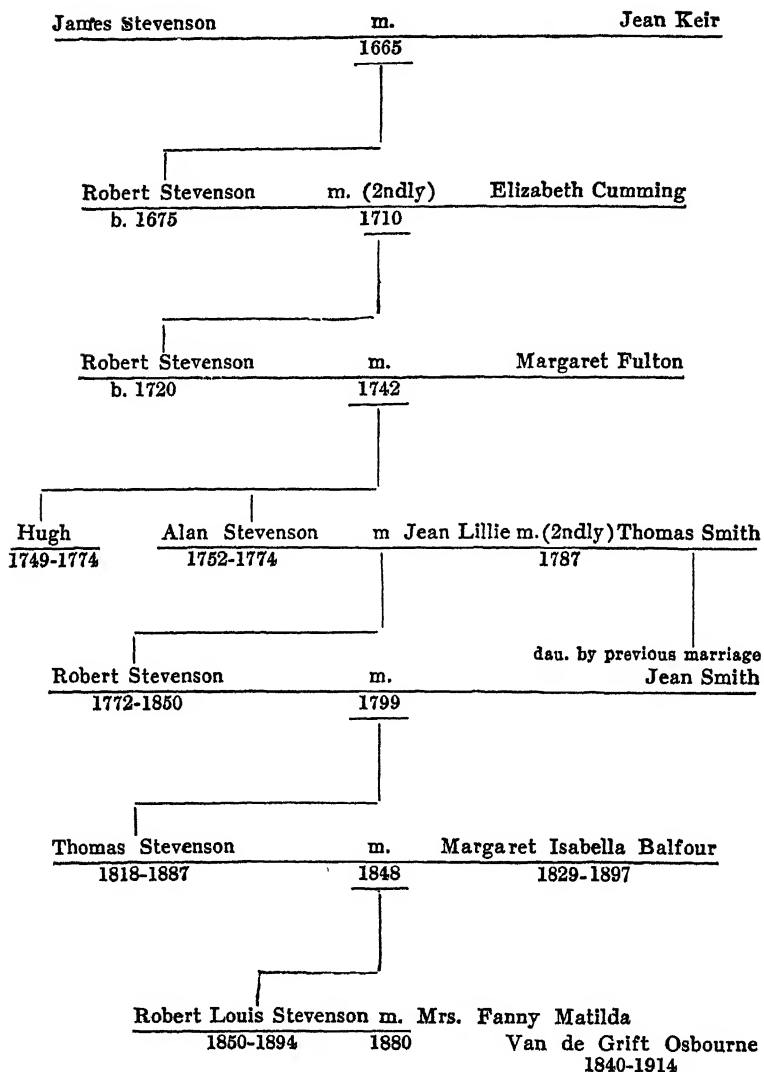 James Stevenson m. Jean Keir
1665
Robert Stevenson m. (2ndly) Elizabeth Cumming
b. 1675 1710
Robert Stevenson m. Margaret Fulton
b. 1720 1742
Hugh Alan Stevenson m Jean Lillie m. (2ndly) Thomas Smith
1749-1774 1752-1774 1787
dau. by previous marriage
Robert Stevenson m. Jean Smith
1772-1850 1799
Thomas Stevenson m. Margaret Isabella Balfour
1818-1887 1848 1829-1897
Robert Louis Stevenson m. Mrs. Fanny Matilda
1850-1894 1880 Van de Grift Osbourne
1840-1914